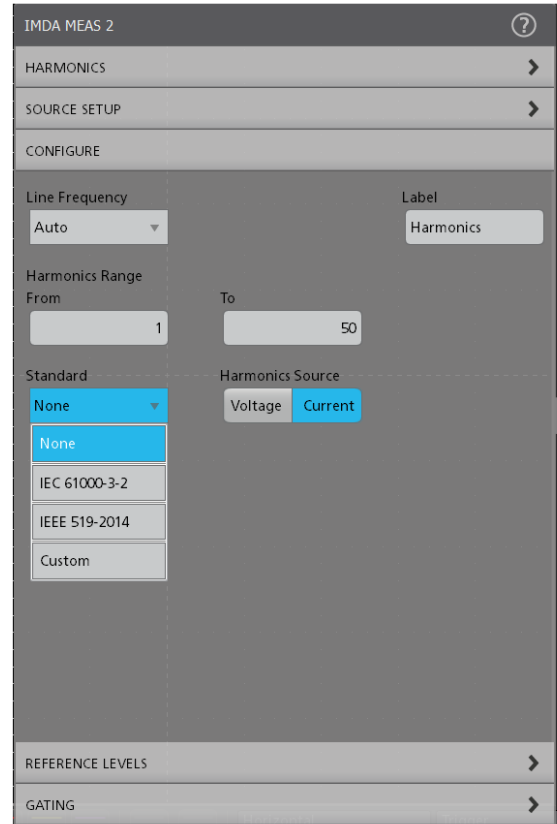 IMDA MEAS 2 ?
HARMONICS
SOURCE SETUP
CONFIGURE
Line Frequency Label
Auto Harmonics
Harmonics Range
From To
1 50
Standard Harmonics Source
None Voltage Current
None
IEC 61000-3-2
IEEE 519-2014
Custom
REFERENCE LEVELS
GATING